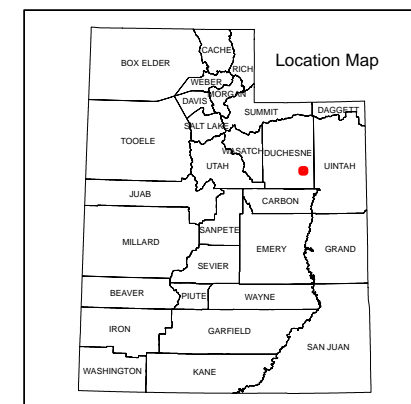 Location Map
BOX ELDER
CACHE
RICH
WEBER
MORGAN
DAVIS
SUMMIT
DAGGETT
SALT LAKE
TOOELE
WASATCH
DUCHESNE
UTAH
UINTAH
JUAB
CARBON
SANPETE
MILLARD
EMERY
GRAND
SEVIER
BEAVER
PIUTE
WAYNE
IRON
GARFIELD
SAN JUAN
WASHINGTON
KANE